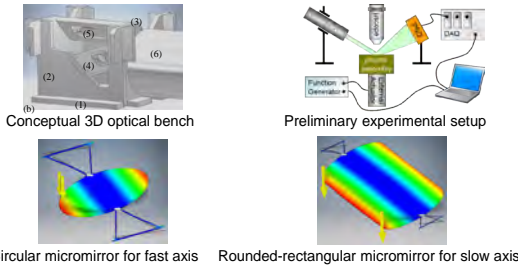 (3)
(5)
(6)
(4)
(2)
(1)
(b)
Conceptual 3D optical bench
DAQ
Function
Generator
Preliminary experimental setup
ircular micromirror for fast axis
Rounded-rectangular micromirror for slow axis